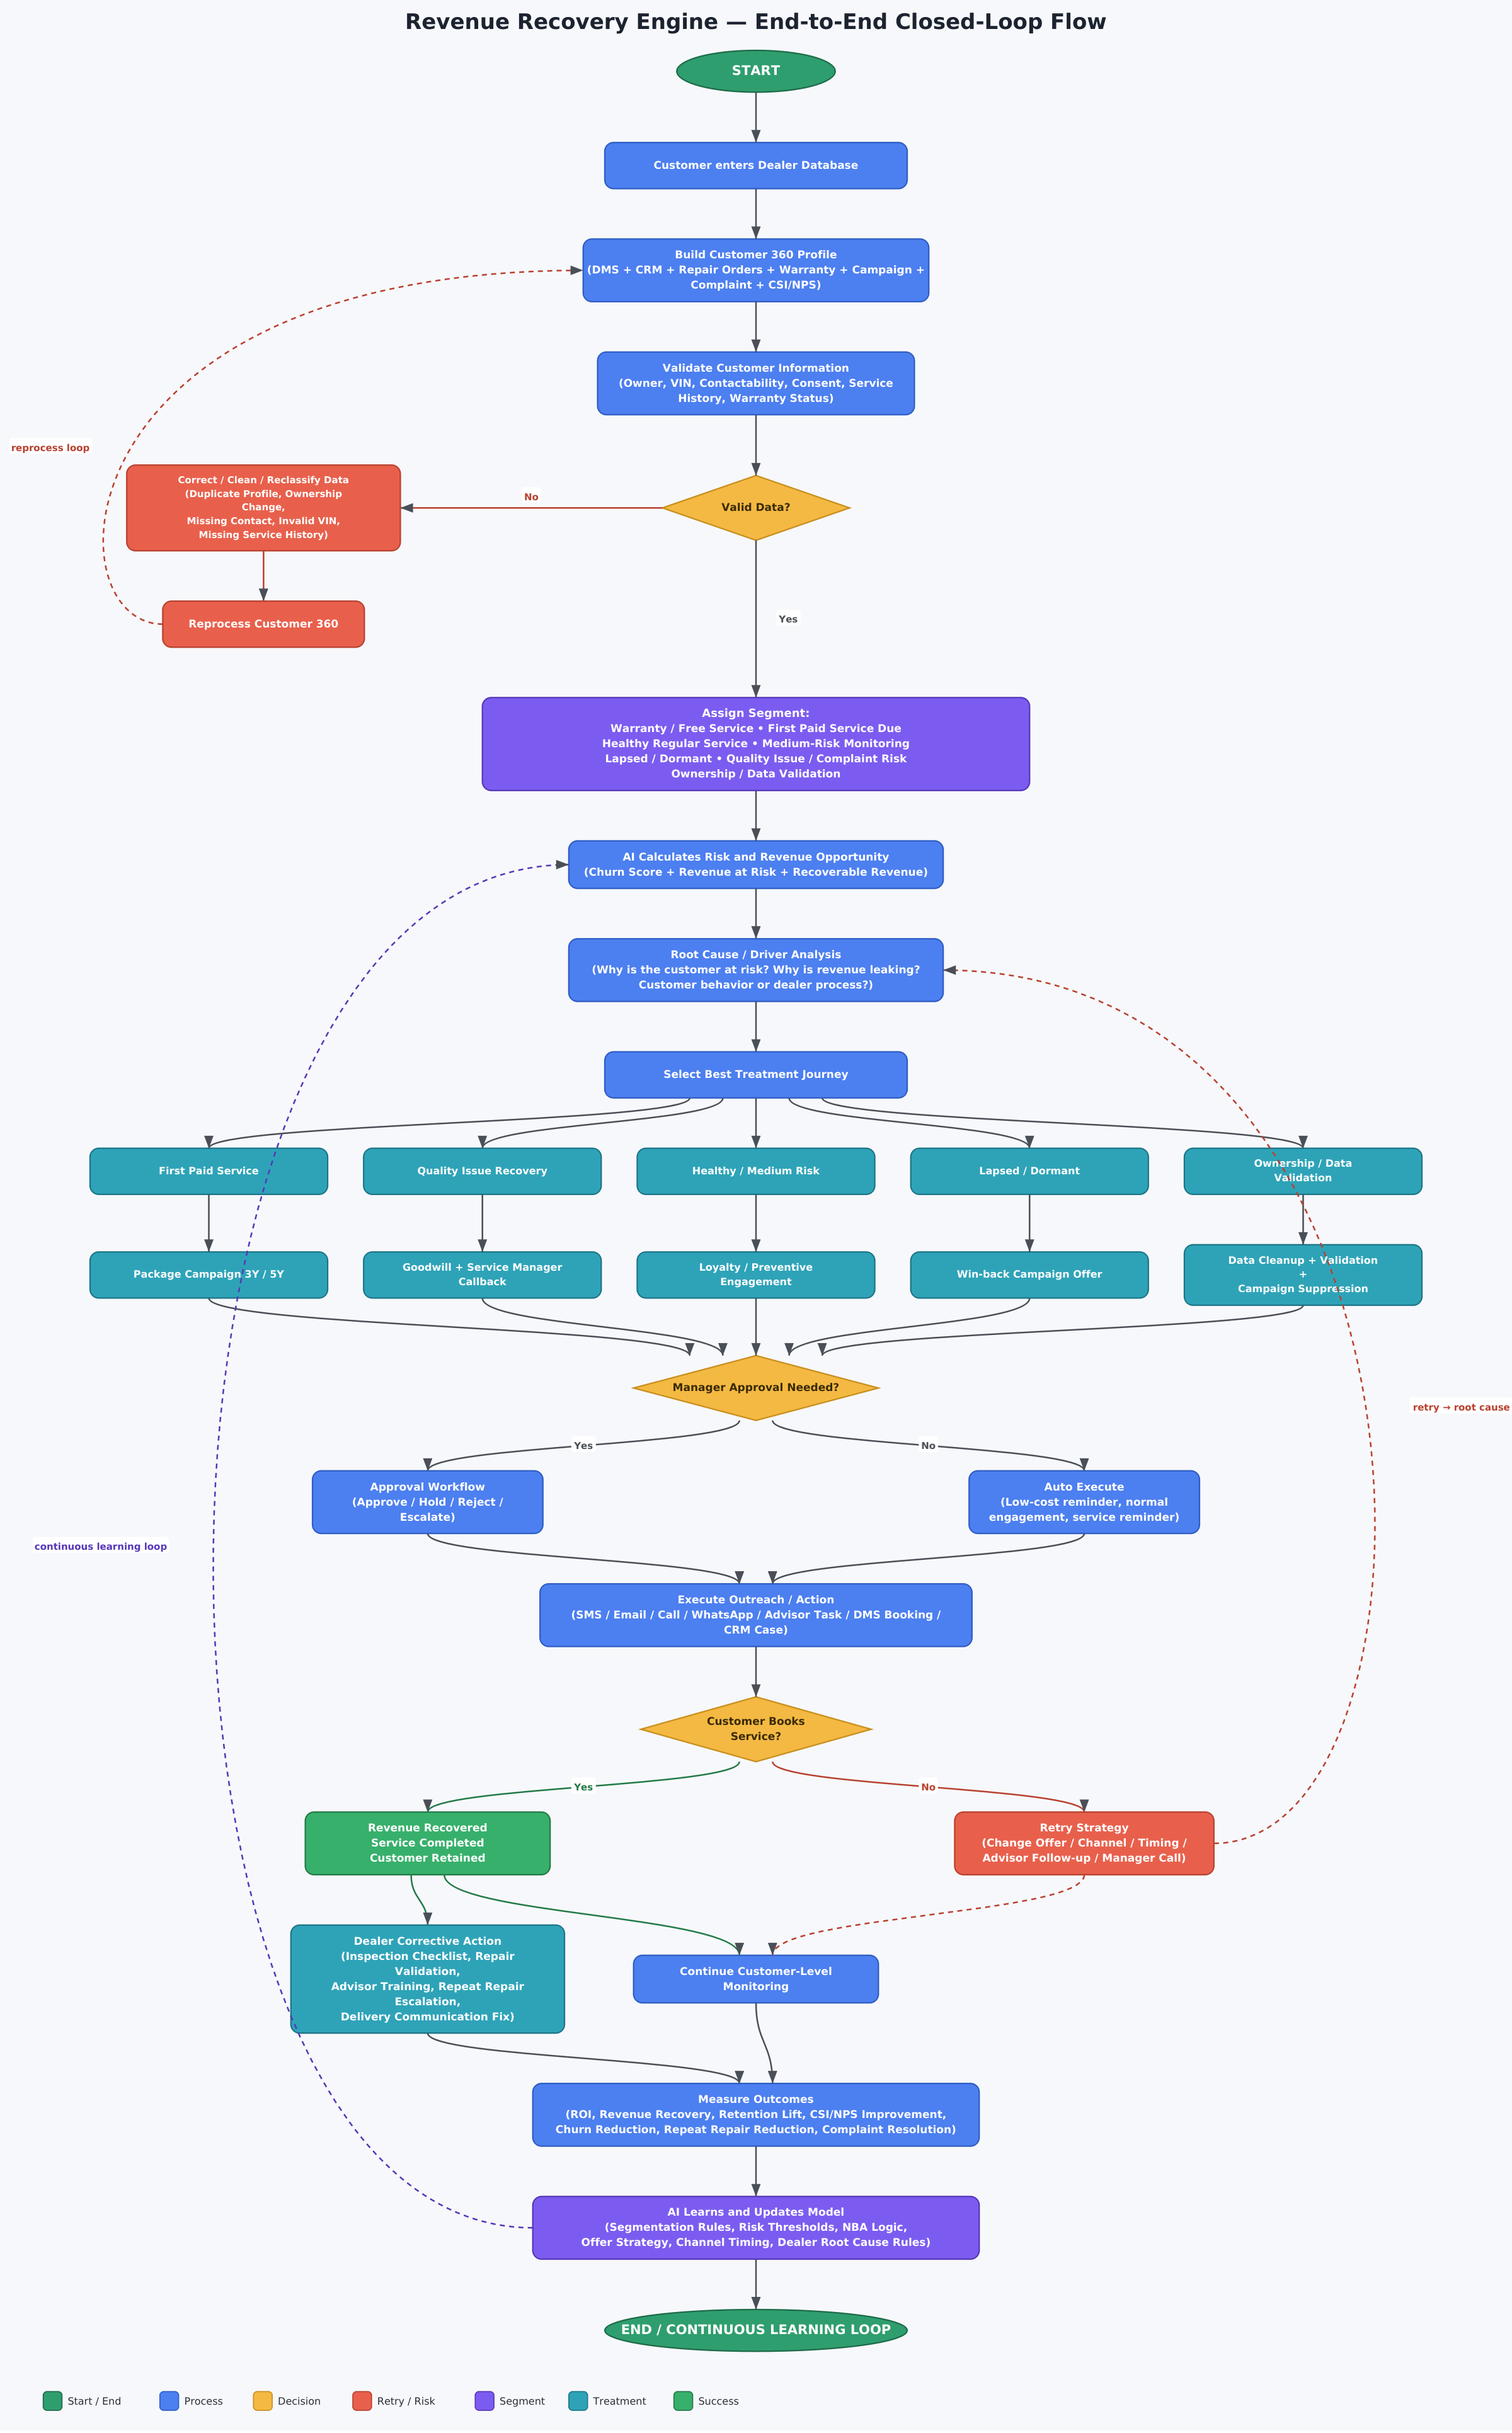 Revenue Recovery Engine — End-to-End Closed-Loop Flow
START
Customer enters Dealer Database
Build Customer 360 Profile
(DMS + CRM + Repair Orders + Warranty + Campaign +
Complaint + CSI/NPS)
Validate Customer Information
(Owner, VIN, Contactability, Consent, Service
History, Warranty Status)
reprocess loop
Correct / Clean / Reclassify Data
(Duplicate Profile, Ownership
Change,
Missing Contact, Invalid VIN,
Missing Service History)
No
Valid Data?
Reprocess Customer 360
Yes
Assign Segment:
Warranty / Free Service • First Paid Service Due
Healthy Regular Service • Medium-Risk Monitoring
Lapsed / Dormant • Quality Issue / Complaint Risk
Ownership / Data Validation
AI Calculates Risk and Revenue Opportunity
(Churn Score + Revenue at Risk + Recoverable Revenue)
Root Cause / Driver Analysis
(Why is the customer at risk? Why is revenue leaking?
Customer behavior or dealer process?)
Select Best Treatment Journey
First Paid Service
Quality Issue Recovery
Healthy / Medium Risk
Lapsed / Dormant
Ownership / Data
Validation
Package Campaign 3Y / 5Y
Goodwill + Service Manager
Callback
Loyalty / Preventive
Engagement
Win-back Campaign Offer
Data Cleanup + Validation
+
Campaign Suppression
Manager Approval Needed?
retry → root cause
Yes
No
Approval Workflow
(Approve / Hold / Reject /
Escalate)
Auto Execute
(Low-cost reminder, normal
engagement, service reminder)
continuous learning loop
Execute Outreach / Action
(SMS / Email / Call / WhatsApp / Advisor Task / DMS Booking /
CRM Case)
Customer Books
Service?
Yes
No
Revenue Recovered
Service Completed
Customer Retained
Retry Strategy
(Change Offer / Channel / Timing /
Advisor Follow-up / Manager Call)
Dealer Corrective Action
(Inspection Checklist, Repair
Validation,
Advisor Training, Repeat Repair
Escalation,
Delivery Communication Fix)
Continue Customer-Level
Monitoring
Measure Outcomes
(ROI, Revenue Recovery, Retention Lift, CSI/NPS Improvement,
Churn Reduction, Repeat Repair Reduction, Complaint Resolution)
AI Learns and Updates Model
(Segmentation Rules, Risk Thresholds, NBA Logic,
Offer Strategy, Channel Timing, Dealer Root Cause Rules)
END / CONTINUOUS LEARNING LOOP
Start / End
Process
Decision
Retry / Risk
Segment
Treatment
Success